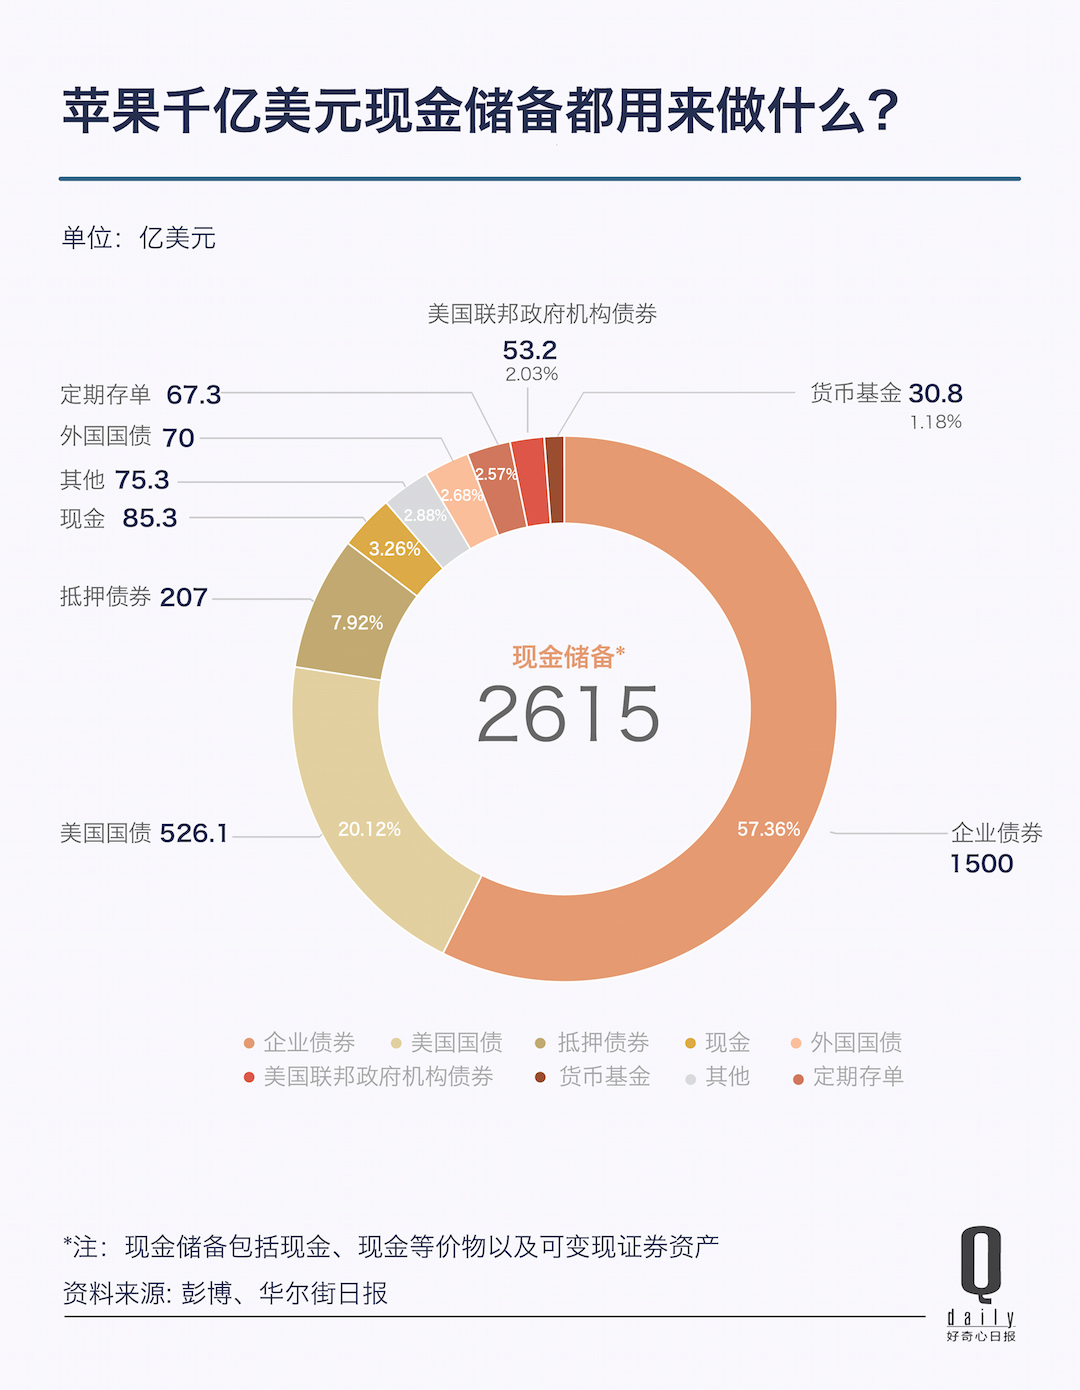 苹果千亿美元现金储备都用来做什么？
单位：亿美元
美国联邦政府机构债券
53.2
2.03%
定期存单 67.3
货币基金 30.8
1.18%
外国国债 70
其他 75.3
现金 85.3
抵押债券 207
美国国债 526.1
企业债券
1500
2.57%
2.68%
2.88%
3.26%
7.92%
20.12%
57.36%
现金储备*
2615
企业债券 美国国债 抵押债券 现金 外国国债
美国联邦政府机构债券 货币基金 其他 定期存单
*注：现金储备包括现金、现金等价物以及可变现证券资产
资料来源: 彭博、华尔街日报
Q
daily
好奇心日报